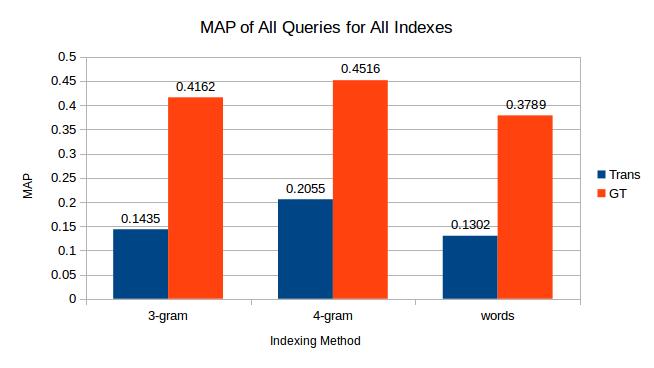 MAP of All Queries for All Indexes
0.5
0.45
0.4
0.35
0.3
0.25
0.2
0.15
0.1
0.05
0
MAP
0.1435
0.4162
0.2055
0.4516
0.1302
0.3789
3-gram
4-gram
words
Indexing Method
Trans
GT